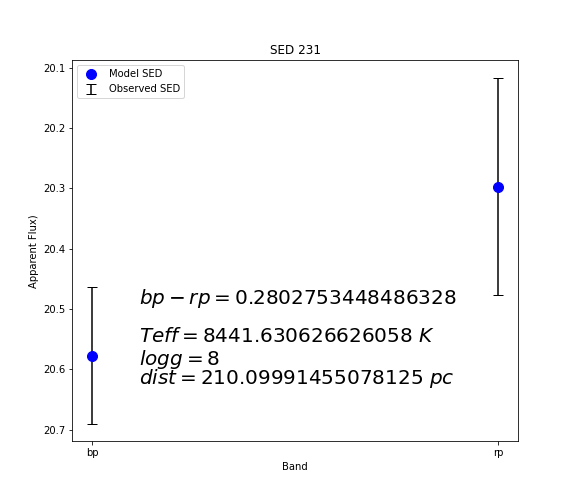 SED 231
Model SED
Observed SED
Apparent Flux)
20.1
20.2
20.3
20.4
20.5
20.6
20.7
bp − rp = 0.2802753448486328
Teff = 8441.630626626058 K
logg = 8
dist = 210.09991455078125 pc
bp
rp
Band